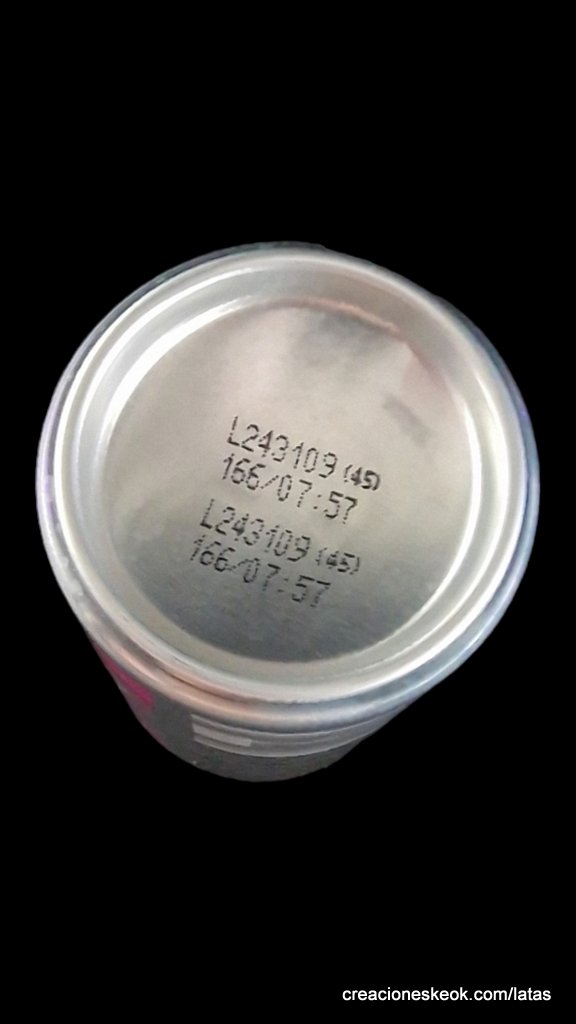 L243109 (45)
166/07:57
L243109 (45)
166/07:57
creacioneskeok.com/latas